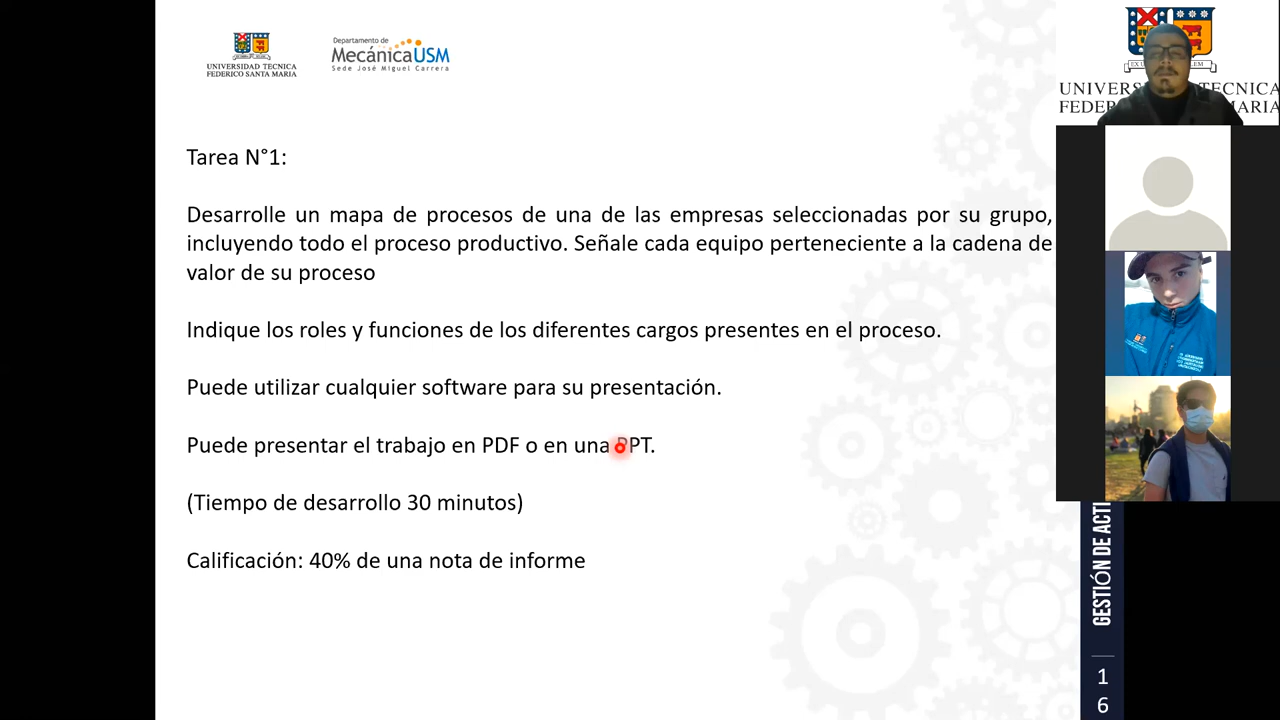 UNIVERSIDAD TECNICA
FEDERICO SANTA MARIA
Departamento de
MecánicaUSM
Sede José Miguel Carrera
Tarea N°1:
Desarrolle un mapa de procesos de una de las empresas seleccionadas por su grupo,
incluyendo todo el proceso productivo. Señale cada equipo perteneciente a la cadena de
valor de su proceso
Indique los roles y funciones de los diferentes cargos presentes en el proceso.
Puede utilizar cualquier software para su presentación.
Puede presentar el trabajo en PDF o en una PPT.
(Tiempo de desarrollo 30 minutos)
Calificación: 40% de una nota de informe
GESTIÓN DE ACTI
1
6